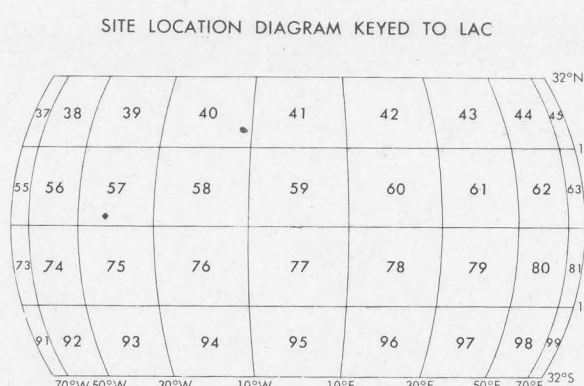 SITE LOCATION DIAGRAM KEYED TO LAC
32°N
37 38 39 40 41 42 43 44 45
1
55 56 57 58 59 60 61 62 63
73 74 75 76 77 78 79 80 81
1
91 92 93 94 95 96 97 98 99
32°S
70°W 50°W 30°W 10°W 10°E 30°E 50°E 70°E